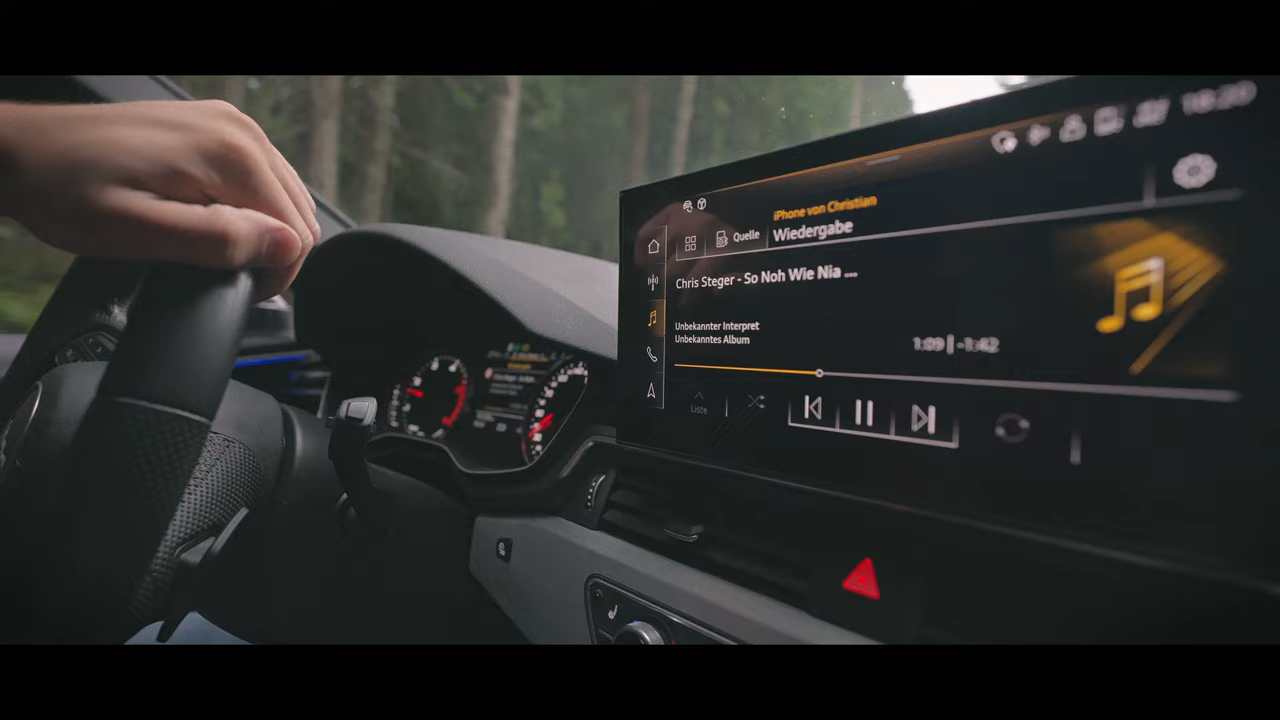 iPhone von Christian
Quelle
Wiedergabe
Chris Steger - So Noh Wie Nia ...
Unbekannter Interpret
Unbekanntes Album
1:09 | -1:42
Liste